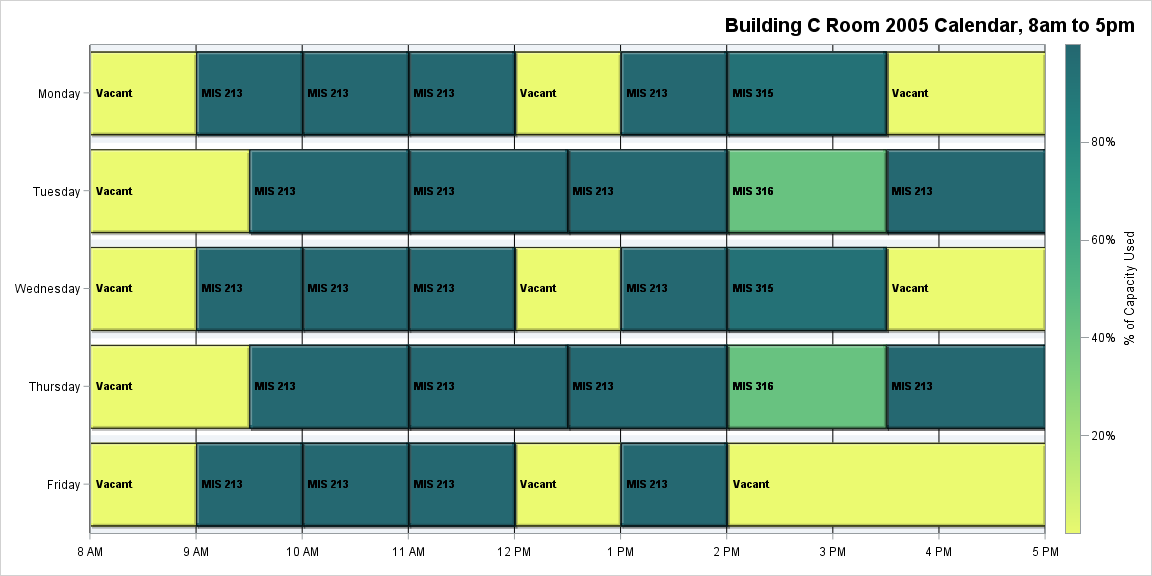 Building C Room 2005 Calendar, 8am to 5pm
Monday Vacant MIS 213 MIS 213 MIS 213 Vacant MIS 213 MIS 315 Vacant
Tuesday Vacant MIS 213 MIS 213 MIS 213 MIS 316 MIS 213
Wednesday Vacant MIS 213 MIS 213 MIS 213 Vacant MIS 213 MIS 315 Vacant
Thursday Vacant MIS 213 MIS 213 MIS 213 MIS 316 MIS 213
Friday Vacant MIS 213 MIS 213 MIS 213 Vacant MIS 213 Vacant
8 AM 9 AM 10 AM 11 AM 12 PM 1 PM 2 PM 3 PM 4 PM 5 PM
80%
60%
40%
20%
% of Capacity Used